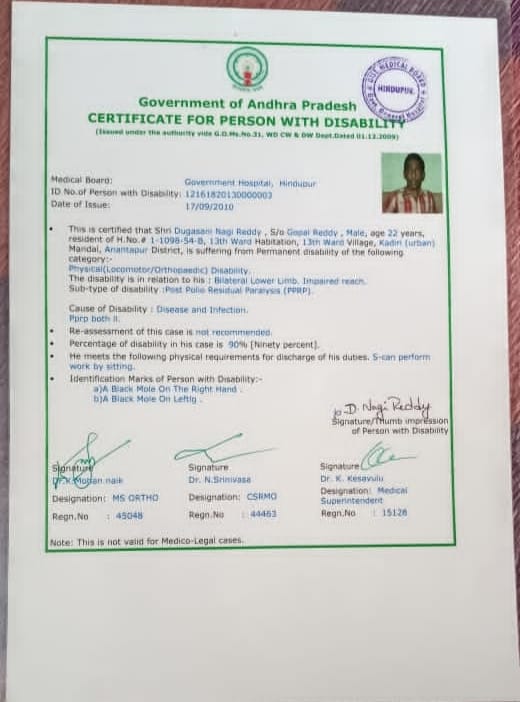 DIST. MEDICAL BOARD
HINDUPUR.
Govt. General Hospital
Government of Andhra Pradesh
CERTIFICATE FOR PERSON WITH DISABILITY
(Issued under the authority vide G.O.Ms.No.31, WD CW & DW Dept.Dated 01.12.2009)
Medical Board: Government Hospital, Hindupur
ID No.of Person with Disability: 12161820130000003
Date of Issue: 17/09/2010
• This is certified that Shri Dugasani Nagi Reddy , S/o Gopal Reddy , Male, age 22 years,
resident of H.No.# 1-1098-54-B, 13th Ward Habitation, 13th Ward Village, Kadiri (urban)
Mandal, Anantapur District, is suffering from Permanent disability of the following
category:-
Physical(Locomotor/Orthopaedic) Disability.
The disability is in relation to his : Bilateral Lower Limb. Impaired reach.
Sub-type of disability :Post Polio Residual Paralysis (PPRP).
Cause of Disability : Disease and Infection.
Pprp both ll.
• Re-assessment of this case is not recommended.
• Percentage of disability in his case is 90% [Ninety percent].
• He meets the following physical requirements for discharge of his duties. S-can perform
work by sitting.
• Identification Marks of Person with Disability:-
a)A Black Mole On The Right Hand .
b)A Black Mole On Leftlg .
D. Nagi Reddy
Signature/Thumb impression
of Person with Disability
Signature Signature Signature
Dr.K.Mohan naik Dr. N.Srinivasa Dr. K. Kesavulu
Designation: MS ORTHO Designation: CSRMO Designation: Medical
Superintendent
Regn.No : 45048 Regn.No : 44463 Regn.No : 15128
Note: This is not valid for Medico-Legal cases.